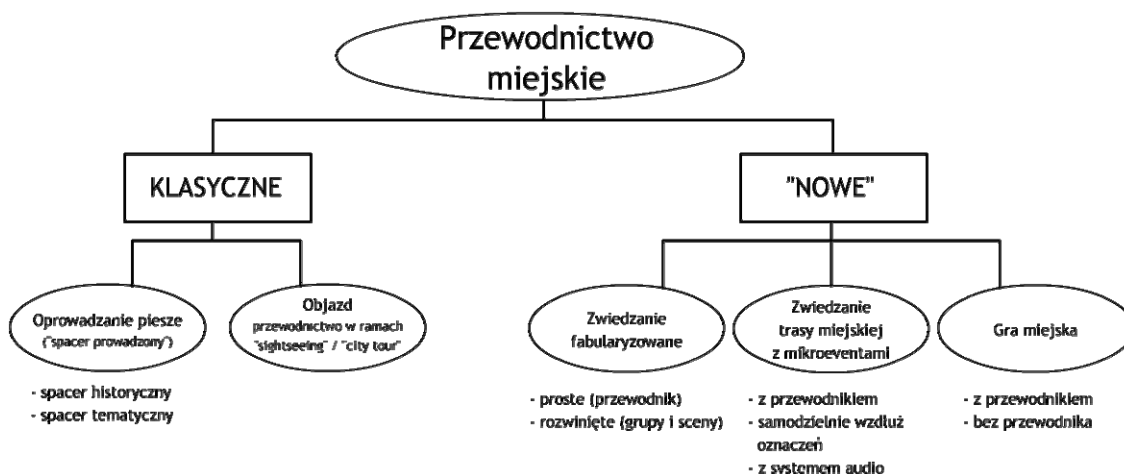 Przewodnictwo
miejskie
KLASYCZNE
"NOWE"
Oprowadzanie piesze
("spacer prowadzony")
- spacer historyczny
- spacer tematyczny
Objazd
przewodnictwo w ramach
"sightseeing" / "city tour"
Zwiedzanie
fabularyzowane
- proste (przewodnik)
- rozwinięte (grupy i sceny)
Zwiedzanie
trasy miejskiej
z mikroeventami
- z przewodnikiem
- samodzielnie wzdłuż
oznaczeń
- z systemem audio
Gra miejska
- z przewodnikiem
- bez przewodnika